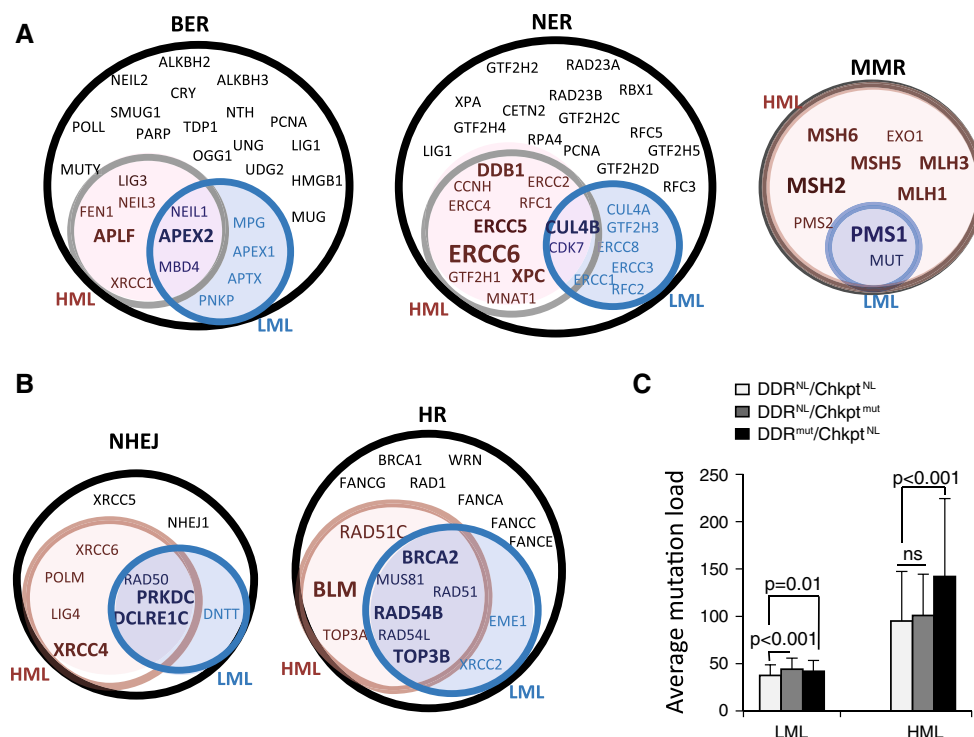 A
BER
ALKBH2
NEIL2
ALKBH3
CRY
SMUG1
NTH
POLL
PARP
TDP1
PCNA
UNG
LIG1
OGG1
MUTY
UDG2
HMGB1
LIG3
NEIL3
FEN1
NEIL1
MPG
MUG
APLF
APEX2
APEX1
MBD4
XRCC1
APTX
PNKP
HML
LML
NER
GTF2H2
RAD23A
RBX1
XPA
RAD23B
CETN2
GTF2H2C
GTF2H4
RFC5
RPA4
LIG1
PCNA
GTF2H5
GTF2H2D
DDB1
RFC3
CCNH
ERCC2
ERCC4
RFC1
CUL4A
ERCC5
CUL4B
GTF2H3
CDK7
ERCC8
ERCC6
ERCC3
GTF2H1
XPC
ERCC1
RFC2
MNAT1
HML
LML
MMR
HML
MSH6
EXO1
MSH5
MLH3
MSH2
MLH1
PMS2
PMS1
MUT
LML
B
NHEJ
XRCC5
NHEJ1
XRCC6
POLM
RAD50
PRKDC
LIG4
DCLRE1C
DNTT
XRCC4
HML
LML
HR
BRCA1
WRN
FANCG
RAD1
FANCA
FANCC
RAD51C
FANCE
BRCA2
MUS81
BLM
RAD51
RAD54B
EME1
TOP3A
RAD54L
TOP3B
XRCC2
HML
LML
C
DDR^NL/Chkpt^NL
DDR^NL/Chkpt^mut
DDR^mut/Chkpt^NL
Average mutation load
250
200
150
100
50
0
p<0.001
p=0.01
p<0.001
ns
LML
HML